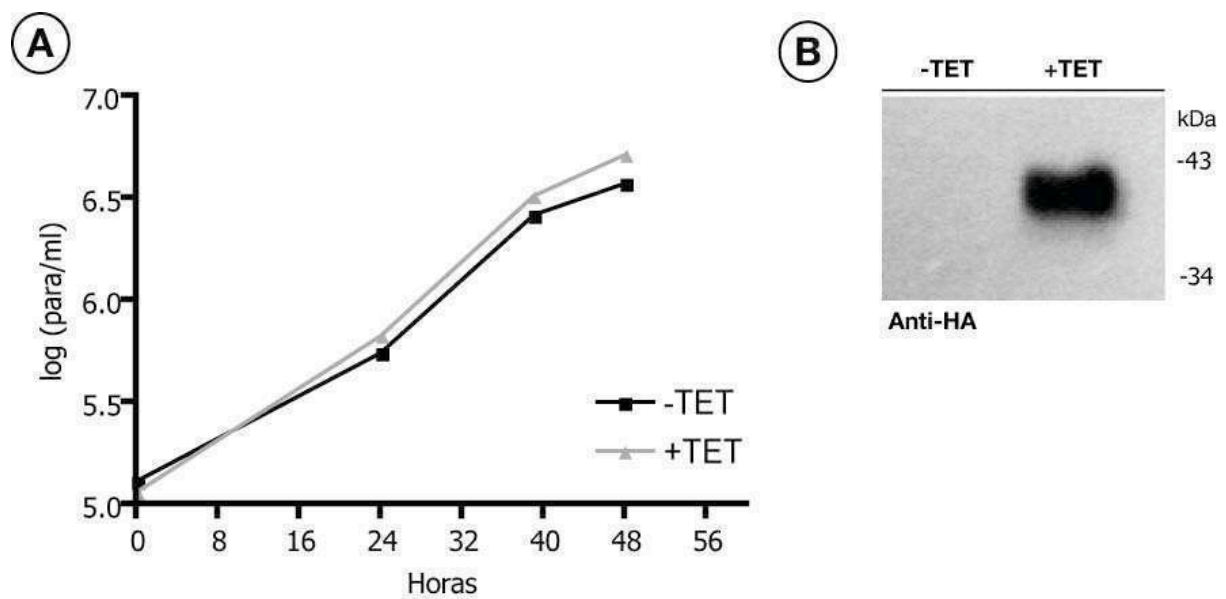 A
7.0
6.5
6.0
5.5
5.0
log (para/ml)
0 8 16 24 32 40 48 56
Horas
-TET
+TET
B
-TET +TET
kDa
-43
-34
Anti-HA